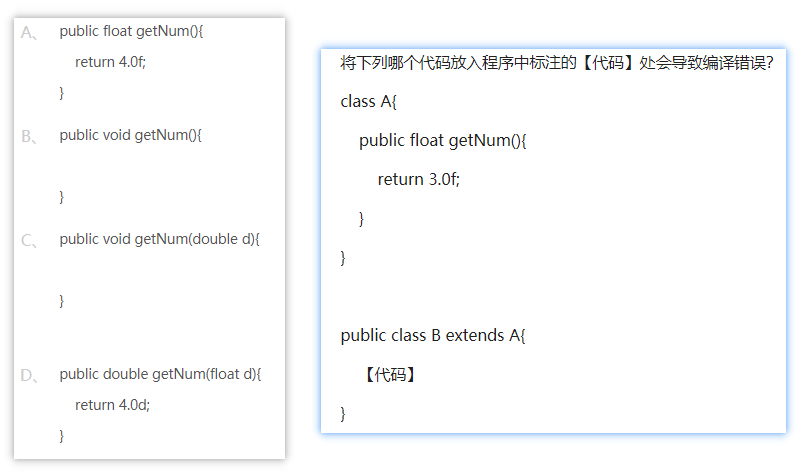 A、 public float getNum(){
return 4.0f;
}
B、 public void getNum(){
}
C、 public void getNum(double d){
}
D、 public double getNum(float d){
return 4.0d;
}
将下列哪个代码放入程序中标注的【代码】处会导致编译错误?
class A{
public float getNum(){
return 3.0f;
}
}
public class B extends A{
【代码】
}